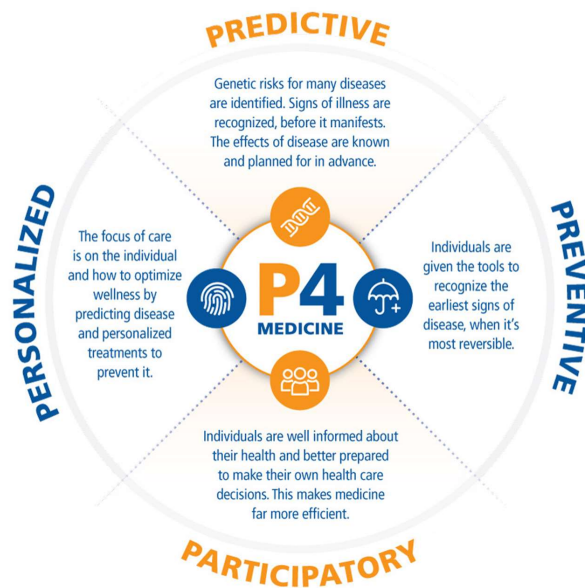 PREDICTIVE
Genetic risks for many diseases
are identified. Signs of illness are
recognized, before it manifests.
The effects of disease are known
and planned for in advance.
PERSONALIZED
The focus of care
is on the individual
and how to optimize
wellness by
predicting disease
and personalized
treatments to
prevent it.
P4
MEDICINE
PREVENTIVE
Individuals are
given the tools to
recognize the
earliest signs of
disease, when it's
most reversible.
Individuals are well informed about
their health and better prepared
to make their own health care
decisions. This makes medicine
far more efficient.
PARTICIPATORY